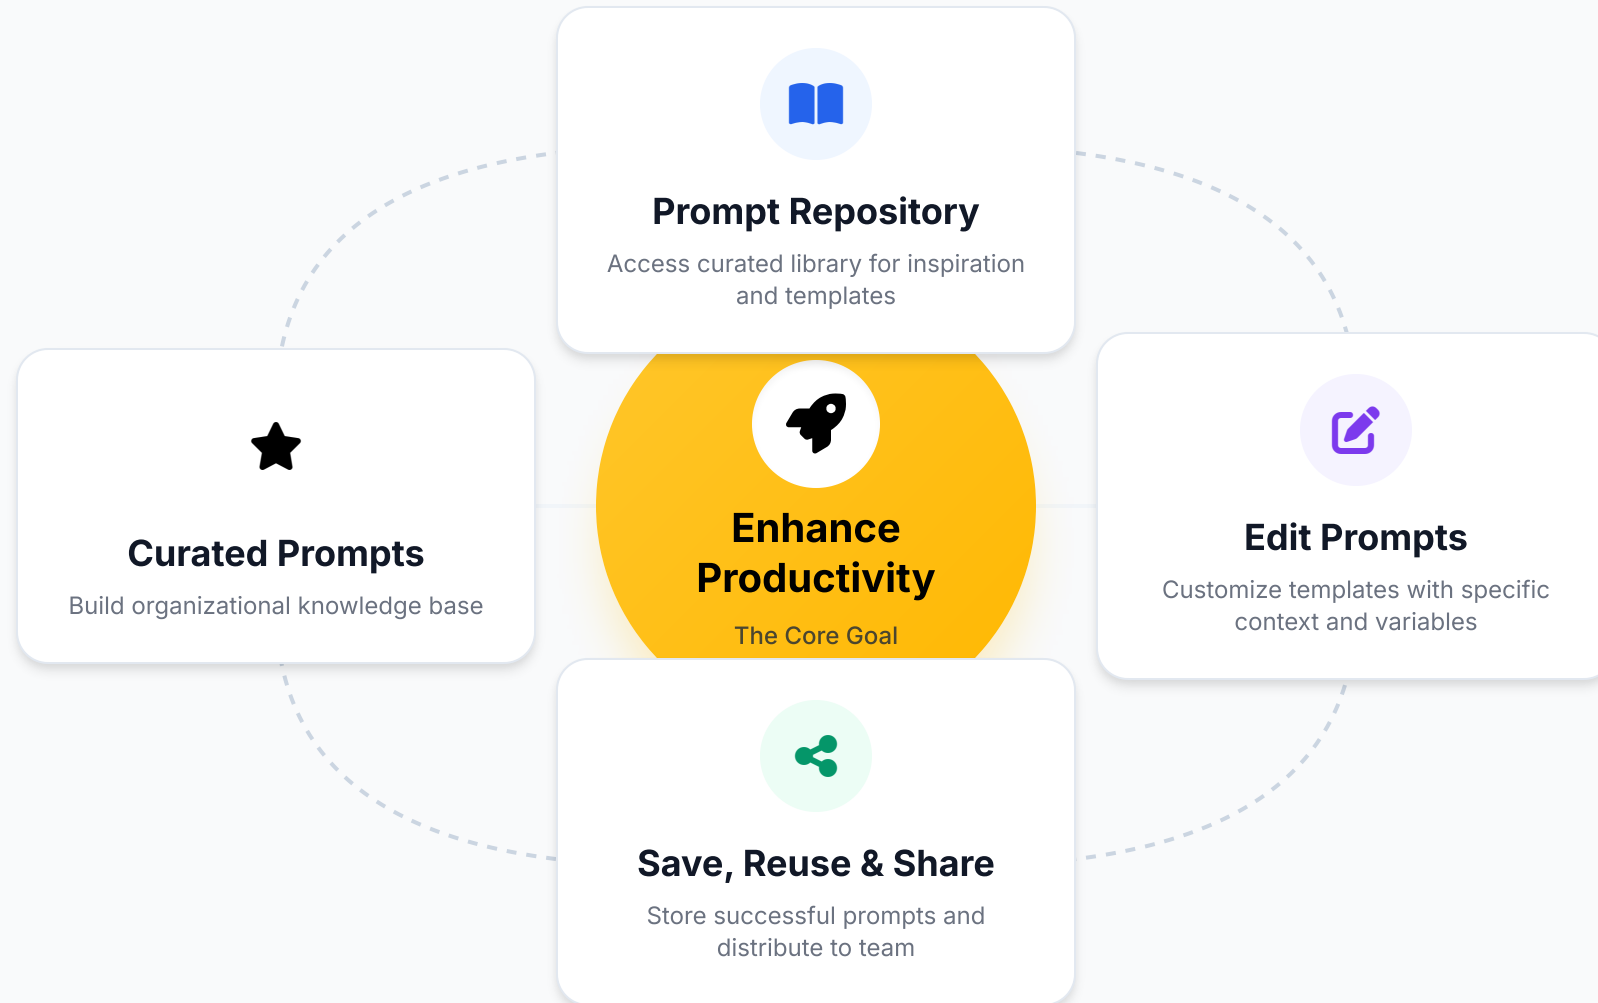 Prompt Repository
Access curated library for inspiration
and templates
Curated Prompts
Build organizational knowledge base
Enhance
Productivity
The Core Goal
Edit Prompts
Customize templates with specific
context and variables
Save, Reuse & Share
Store successful prompts and
distribute to team